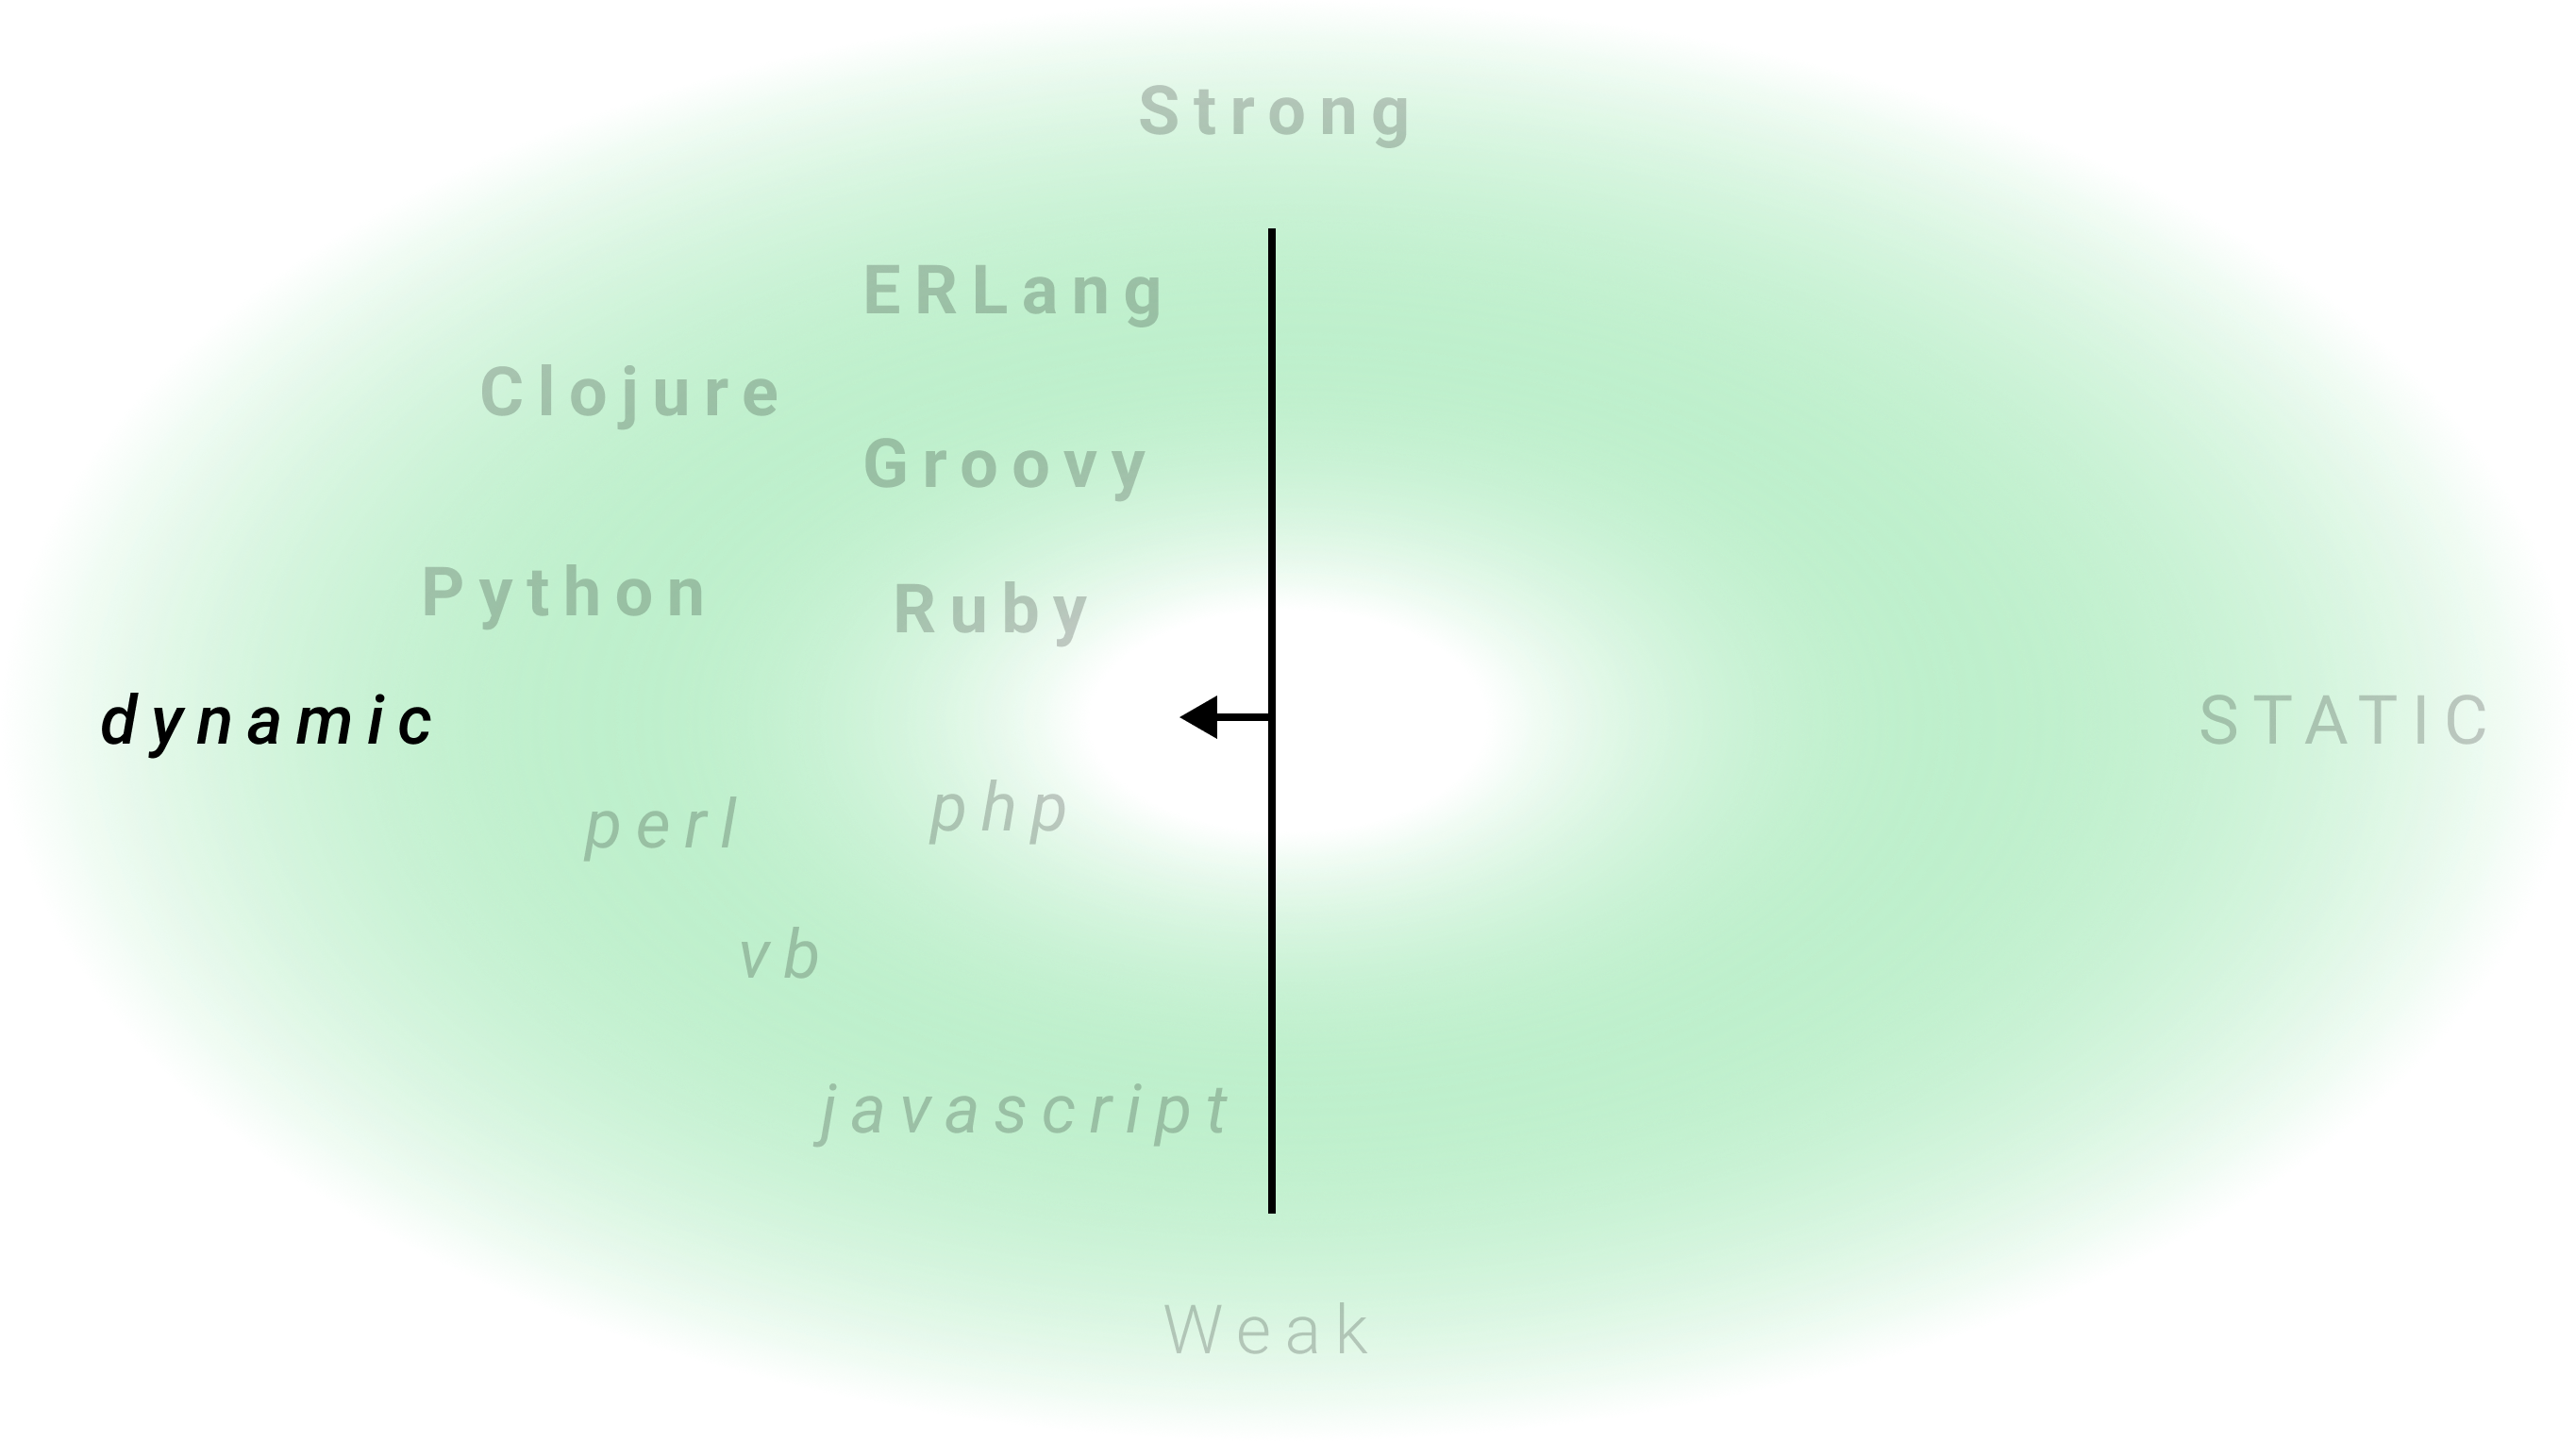 Strong
ERLang
Clojure
Groovy
Python
Ruby
dynamic
STATIC
perl
php
vb
javascript
Weak